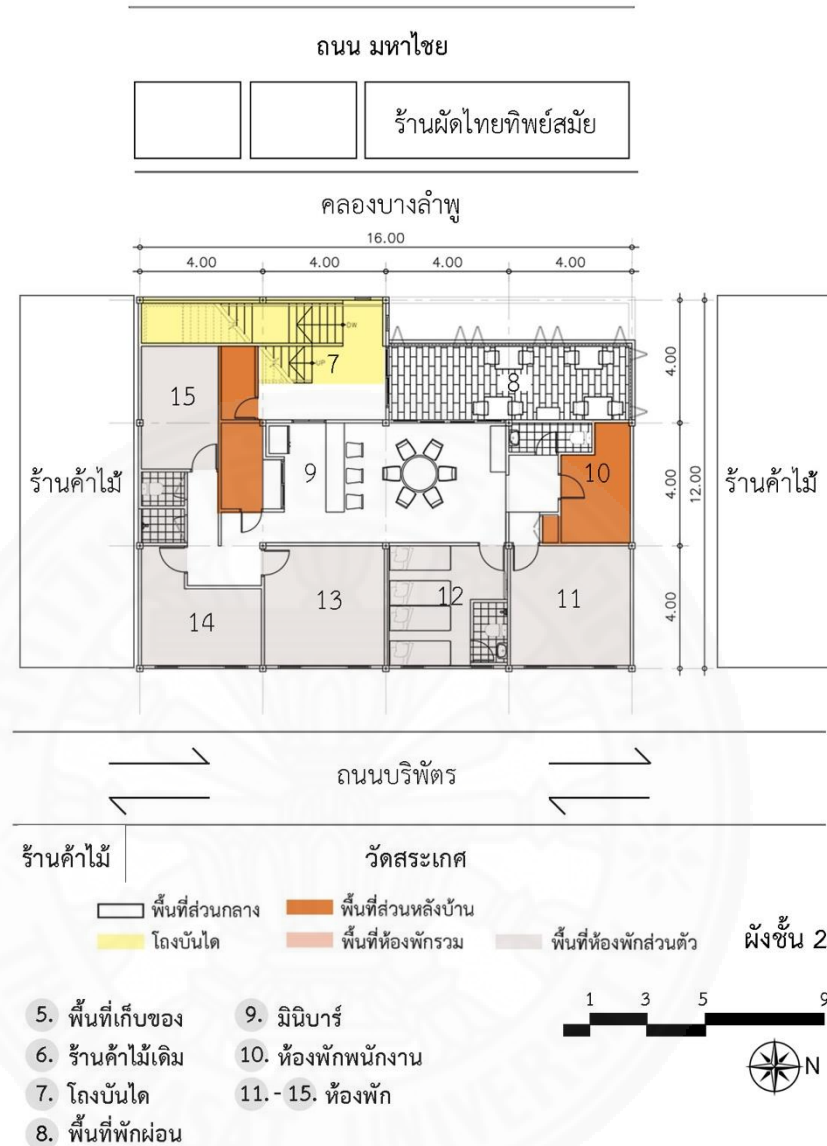 ถนน มหาไชย
ร้านผัดไทยทิพย์สมัย
คลองบางลำพู
16.00
4.00 4.00 4.00 4.00
DW
UP
7
8
15
4.00
ร้านค้าไม้
9
10
4.00
12.00
ร้านค้าไม้
14
13
12
11
4.00
ถนนบริพัตร
ร้านค้าไม้
วัดสระเกศ
พื้นที่ส่วนกลาง พื้นที่ส่วนหลังบ้าน
โถงบันได พื้นที่ห้องพักรวม พื้นที่ห้องพักส่วนตัว
ผังชั้น 2
5. พื้นที่เก็บของ
6. ร้านค้าไม้เดิม
7. โถงบันได
8. พื้นที่พักผ่อน
9. มินิบาร์
10. ห้องพักพนักงาน
11.-15. ห้องพัก
1 3 5 9
N